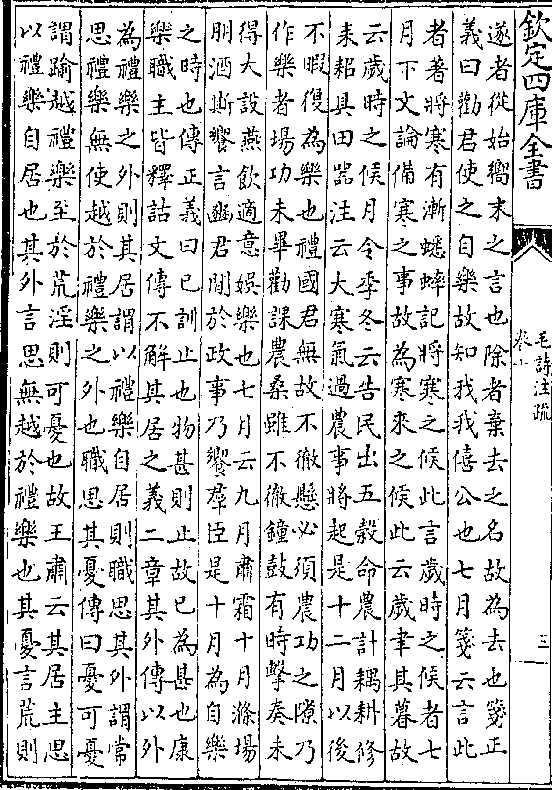 欽定四庫全書
毛詩注疏
卷十
三
遂者從始嚮末之言也除者棄去之名故為去也箋正
義曰勸君使之自樂故知我我僖公也七月箋云言此
者著將寒有漸蟋蟀記將寒之候此言歲時之候者七
月下文論備寒之事故為寒來之候此云歲聿其暮故
云歲時之候月令季冬云告民出五穀命農計耦耕修
耒耜具田器注云大寒氣過農事將起是十二月以後
不暇復為樂也禮國君無故不徹懸必須農功之隙乃
作樂者場功未畢勸課農桑雖不徹鐘鼓有時擊奏未
得大設燕飲適意娛樂也七月云九月肅霜十月滌場
朋酒斯饗言豳君閒於政事乃饗羣臣是十月為自樂
之時也傳正義曰已訓止也物甚則止故已為甚也康
樂職主皆釋詁文傳不解其居之義二章其外傳以外
為禮樂之外則其居謂以禮樂自居則職思其外謂常
思禮樂無使越於禮樂之外也職思其憂傳曰憂可憂
謂踰越禮樂至於荒淫則可憂也故王肅云其居主思
以禮樂自居也其外言思無越於禮樂也其憂言荒則